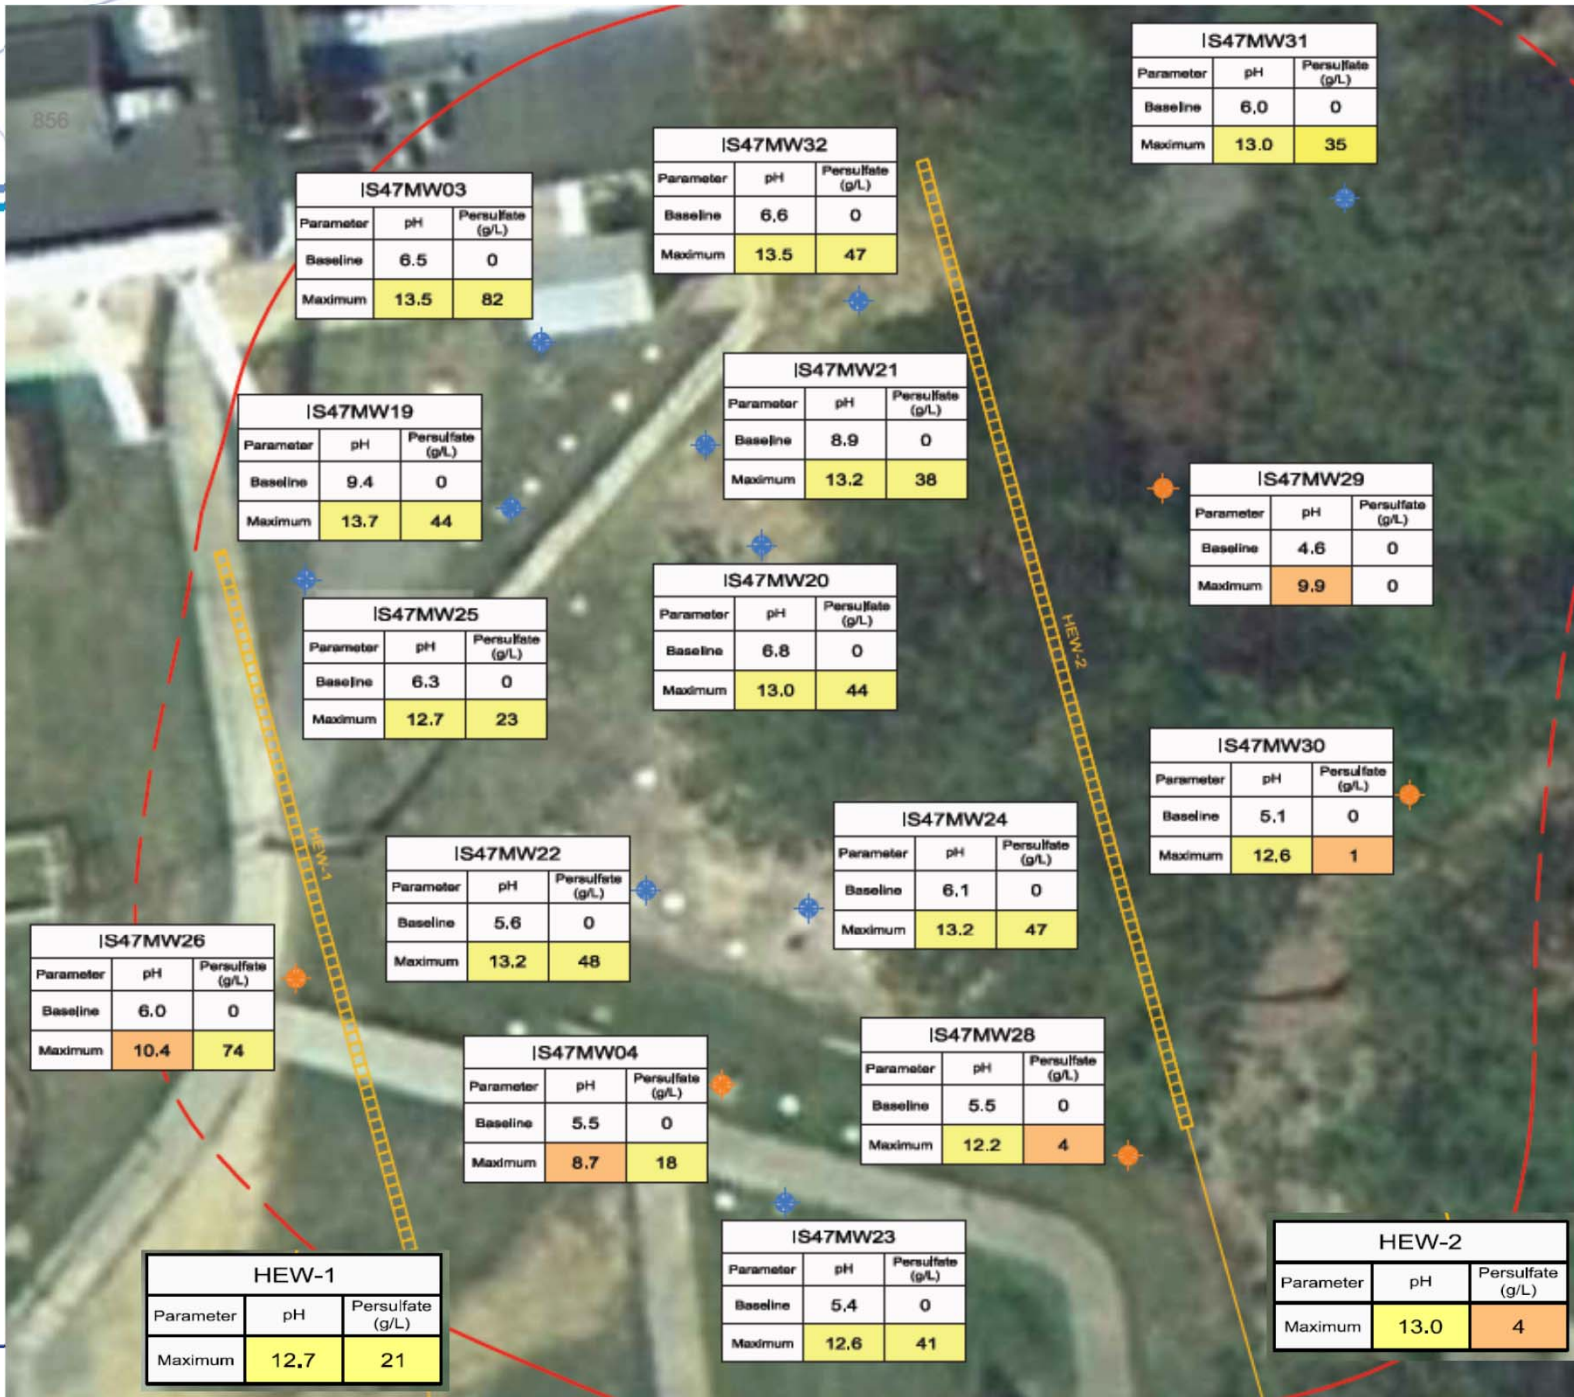 856
IS47MW31
Parameter pH Persulfate (g/L)
Baseline 6.0 0
Maximum 13.0 35
IS47MW32
Parameter pH Persulfate (g/L)
Baseline 6.6 0
Maximum 13.5 47
IS47MW03
Parameter pH Persulfate (g/L)
Baseline 6.5 0
Maximum 13.5 82
IS47MW21
Parameter pH Persulfate (g/L)
Baseline 8.9 0
Maximum 13.2 38
IS47MW19
Parameter pH Persulfate (g/L)
Baseline 9.4 0
Maximum 13.7 44
IS47MW29
Parameter pH Persulfate (g/L)
Baseline 4.6 0
Maximum 9.9 0
IS47MW20
Parameter pH Persulfate (g/L)
Baseline 6.8 0
Maximum 13.0 44
IS47MW25
Parameter pH Persulfate (g/L)
Baseline 6.3 0
Maximum 12.7 23
HEW-2
IS47MW30
Parameter pH Persulfate (g/L)
Baseline 5.1 0
Maximum 12.6 1
IS47MW24
Parameter pH Persulfate (g/L)
Baseline 6.1 0
Maximum 13.2 47
HEW-1
IS47MW22
Parameter pH Persulfate (g/L)
Baseline 5.6 0
Maximum 13.2 48
IS47MW26
Parameter pH Persulfate (g/L)
Baseline 6.0 0
Maximum 10.4 74
IS47MW28
Parameter pH Persulfate (g/L)
Baseline 5.5 0
Maximum 12.2 4
IS47MW04
Parameter pH Persulfate (g/L)
Baseline 5.5 0
Maximum 8.7 18
IS47MW23
Parameter pH Persulfate (g/L)
Baseline 5.4 0
Maximum 12.6 41
HEW-1
Parameter pH Persulfate (g/L)
Maximum 12.7 21
HEW-2
Parameter pH Persulfate (g/L)
Maximum 13.0 4